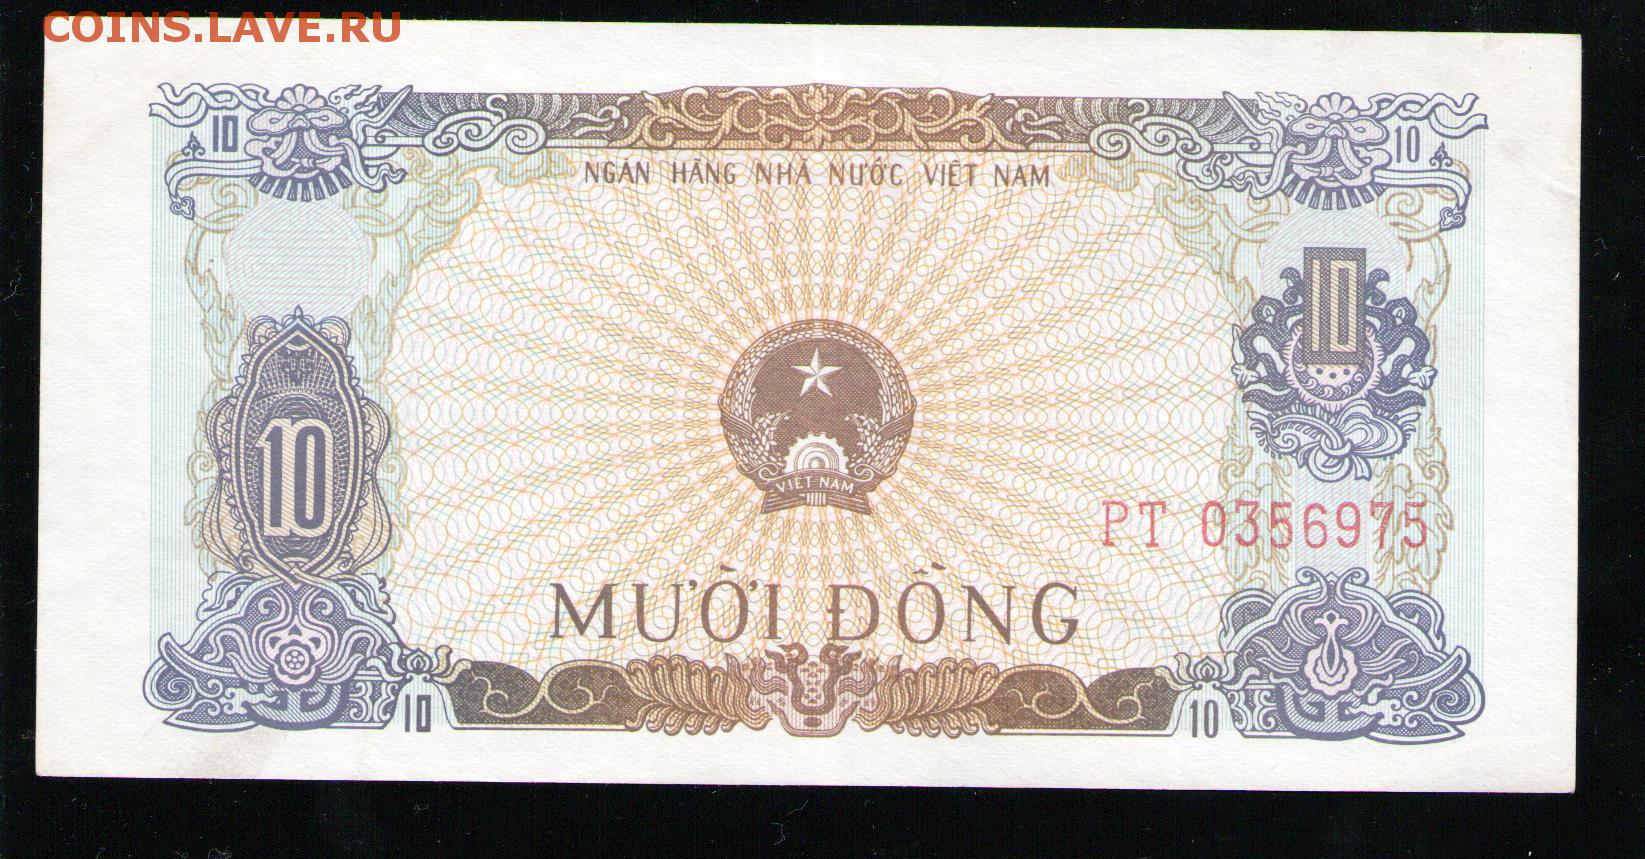 COINS.LAVE.RU
10
10
NGÂN HÀNG NHÀ NƯỚC VIỆT NAM
10
10
VIỆT NAM
PT 0356975
MƯỜI ĐỒNG
10
10